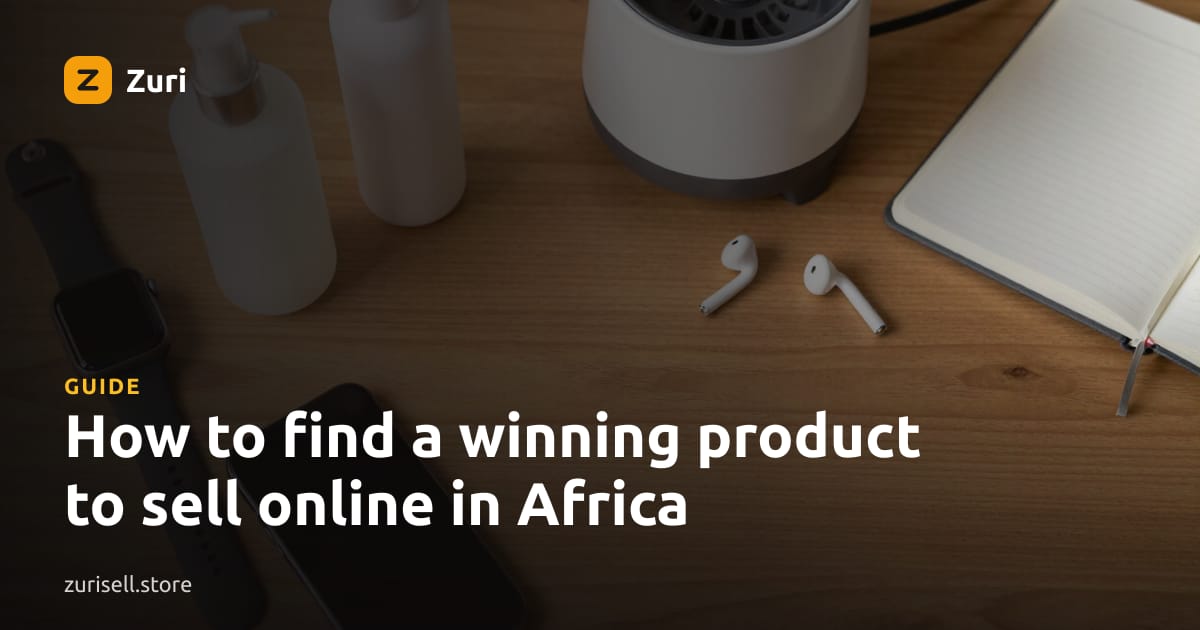 Z Zuri
GUIDE
How to find a winning product
to sell online in Africa
zurisell.store